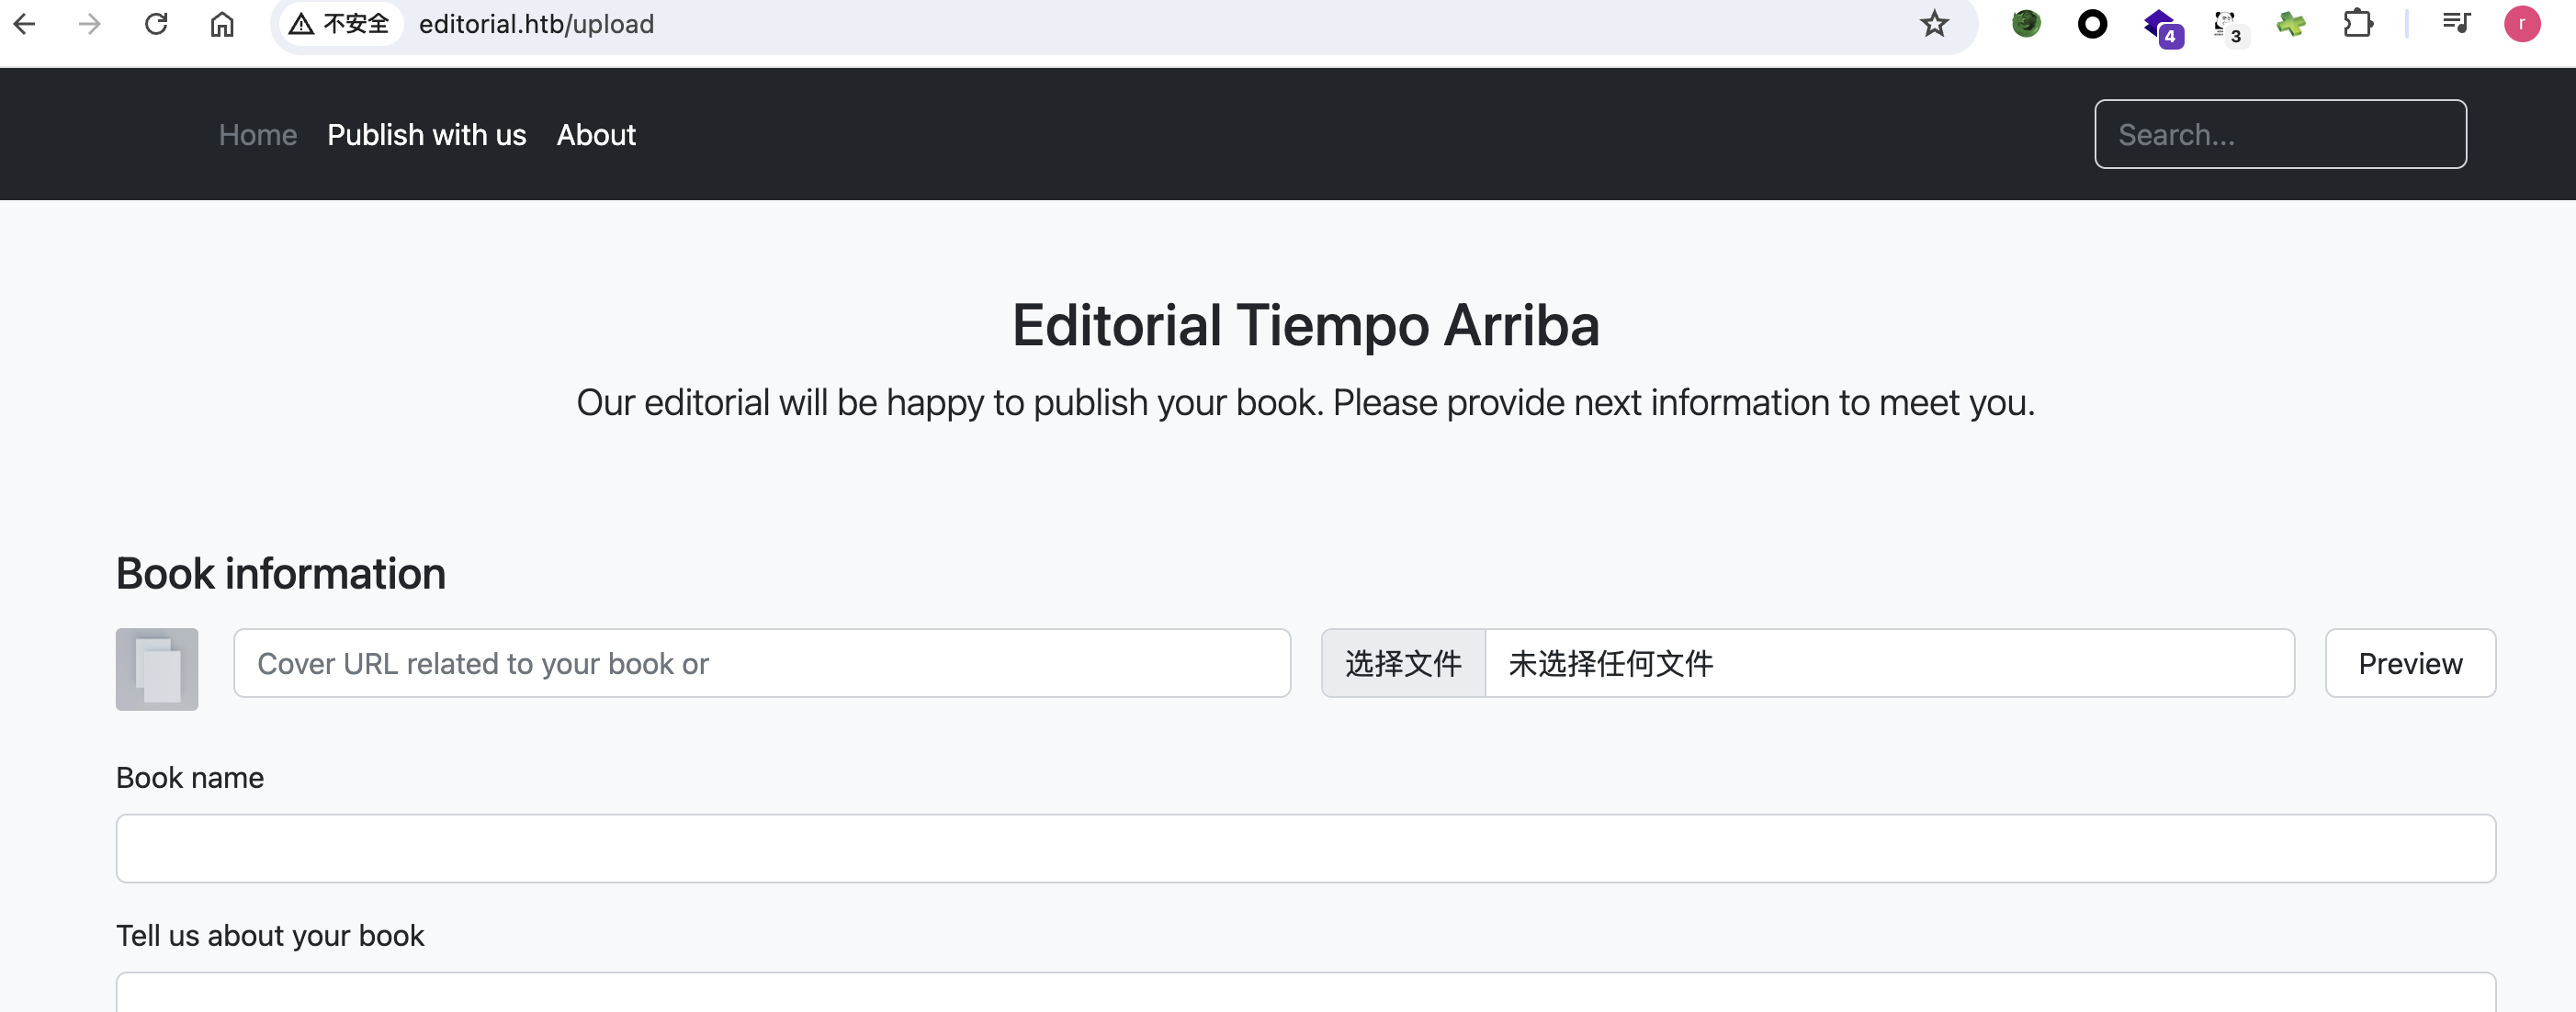 不安全 editorial.htb/upload 4 3 r
Home Publish with us About Search...
Editorial Tiempo Arriba
Our editorial will be happy to publish your book. Please provide next information to meet you.
Book information
Cover URL related to your book or 选择文件 未选择任何文件 Preview
Book name
Tell us about your book